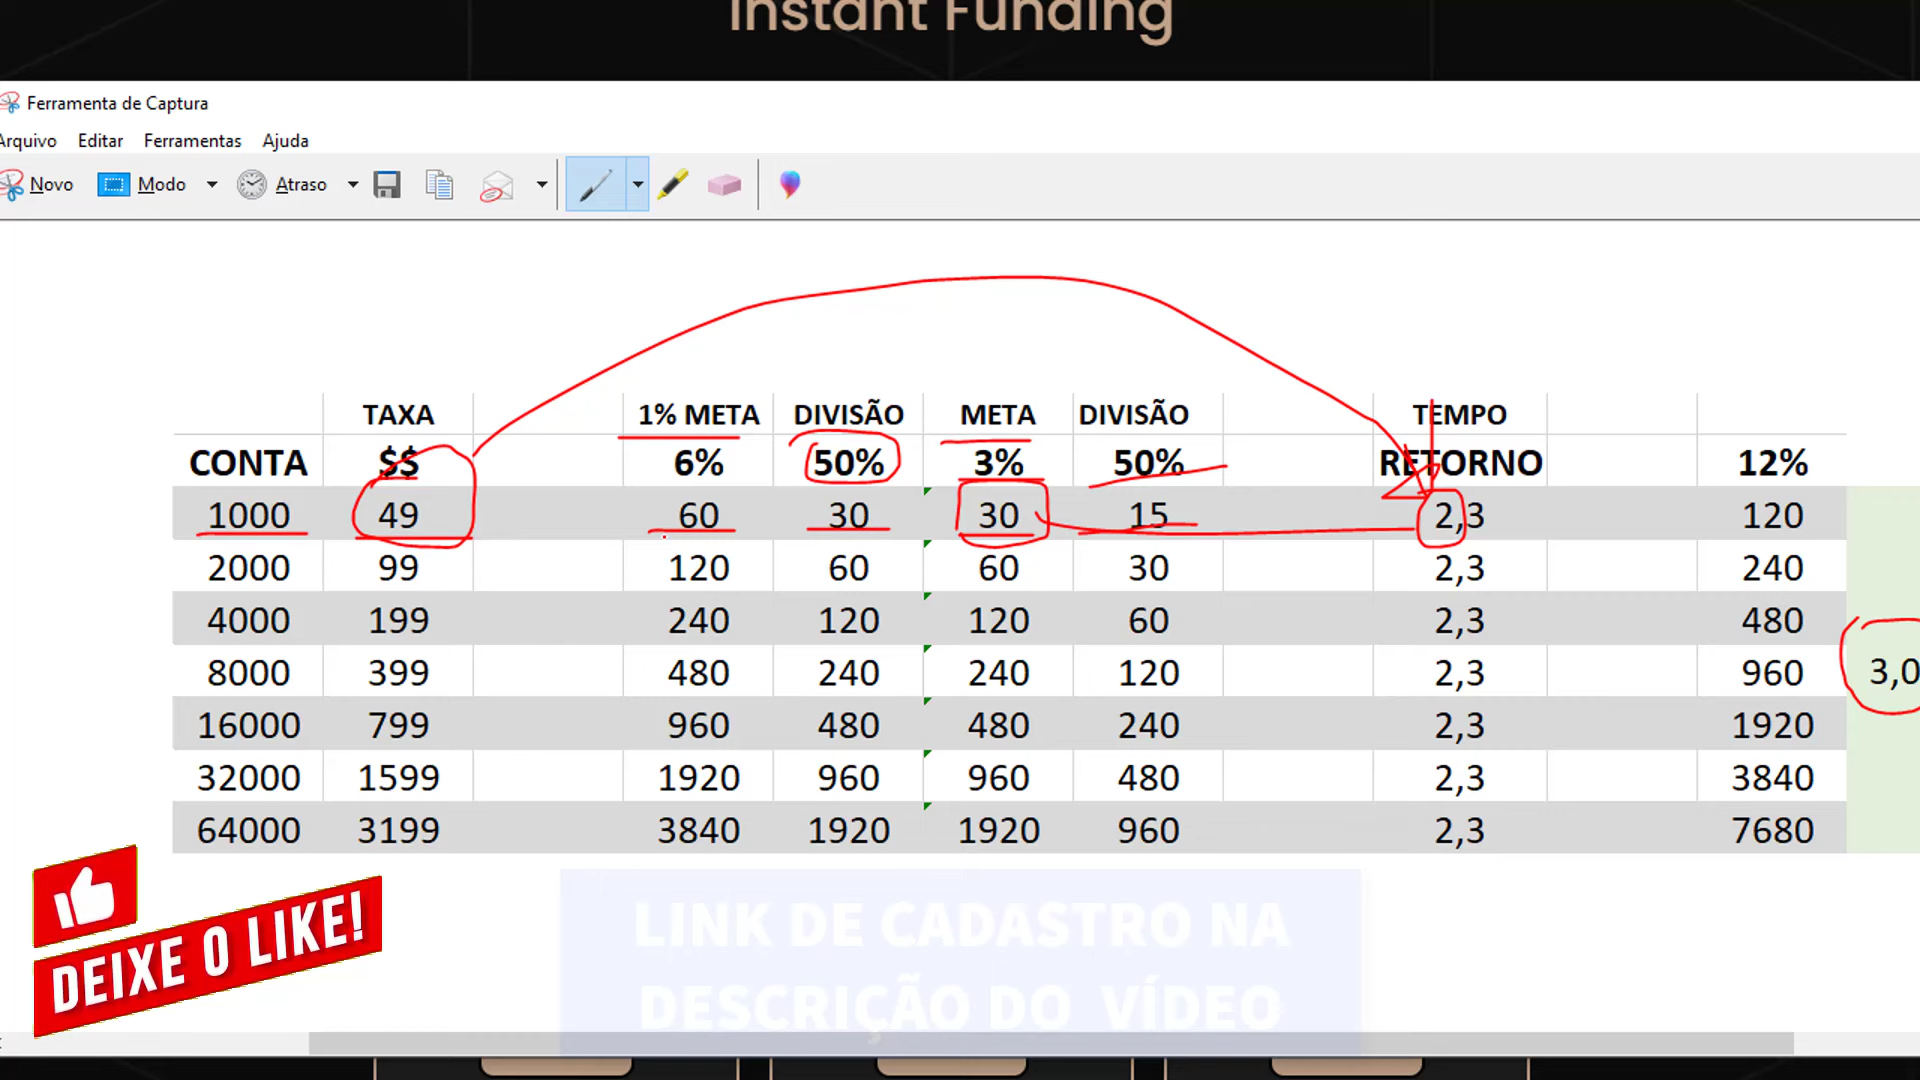 Instant Funding
Ferramenta de Captura
Arquivo Editar Ferramentas Ajuda
Novo Modo Atraso
TAXA 1% META DIVISÃO META DIVISÃO TEMPO
CONTA $$ 6% 50% 3% 50% RETORNO 12%
1000 49 60 30 30 15 2,3 120
2000 99 120 60 60 30 2,3 240
4000 199 240 120 120 60 2,3 480
8000 399 480 240 240 120 2,3 960 3,0
16000 799 960 480 480 240 2,3 1920
32000 1599 1920 960 960 480 2,3 3840
64000 3199 3840 1920 1920 960 2,3 7680
DEIXE O LIKE!
LINK DE CADASTRO NA
DESCRIÇÃO DO VÍDEO